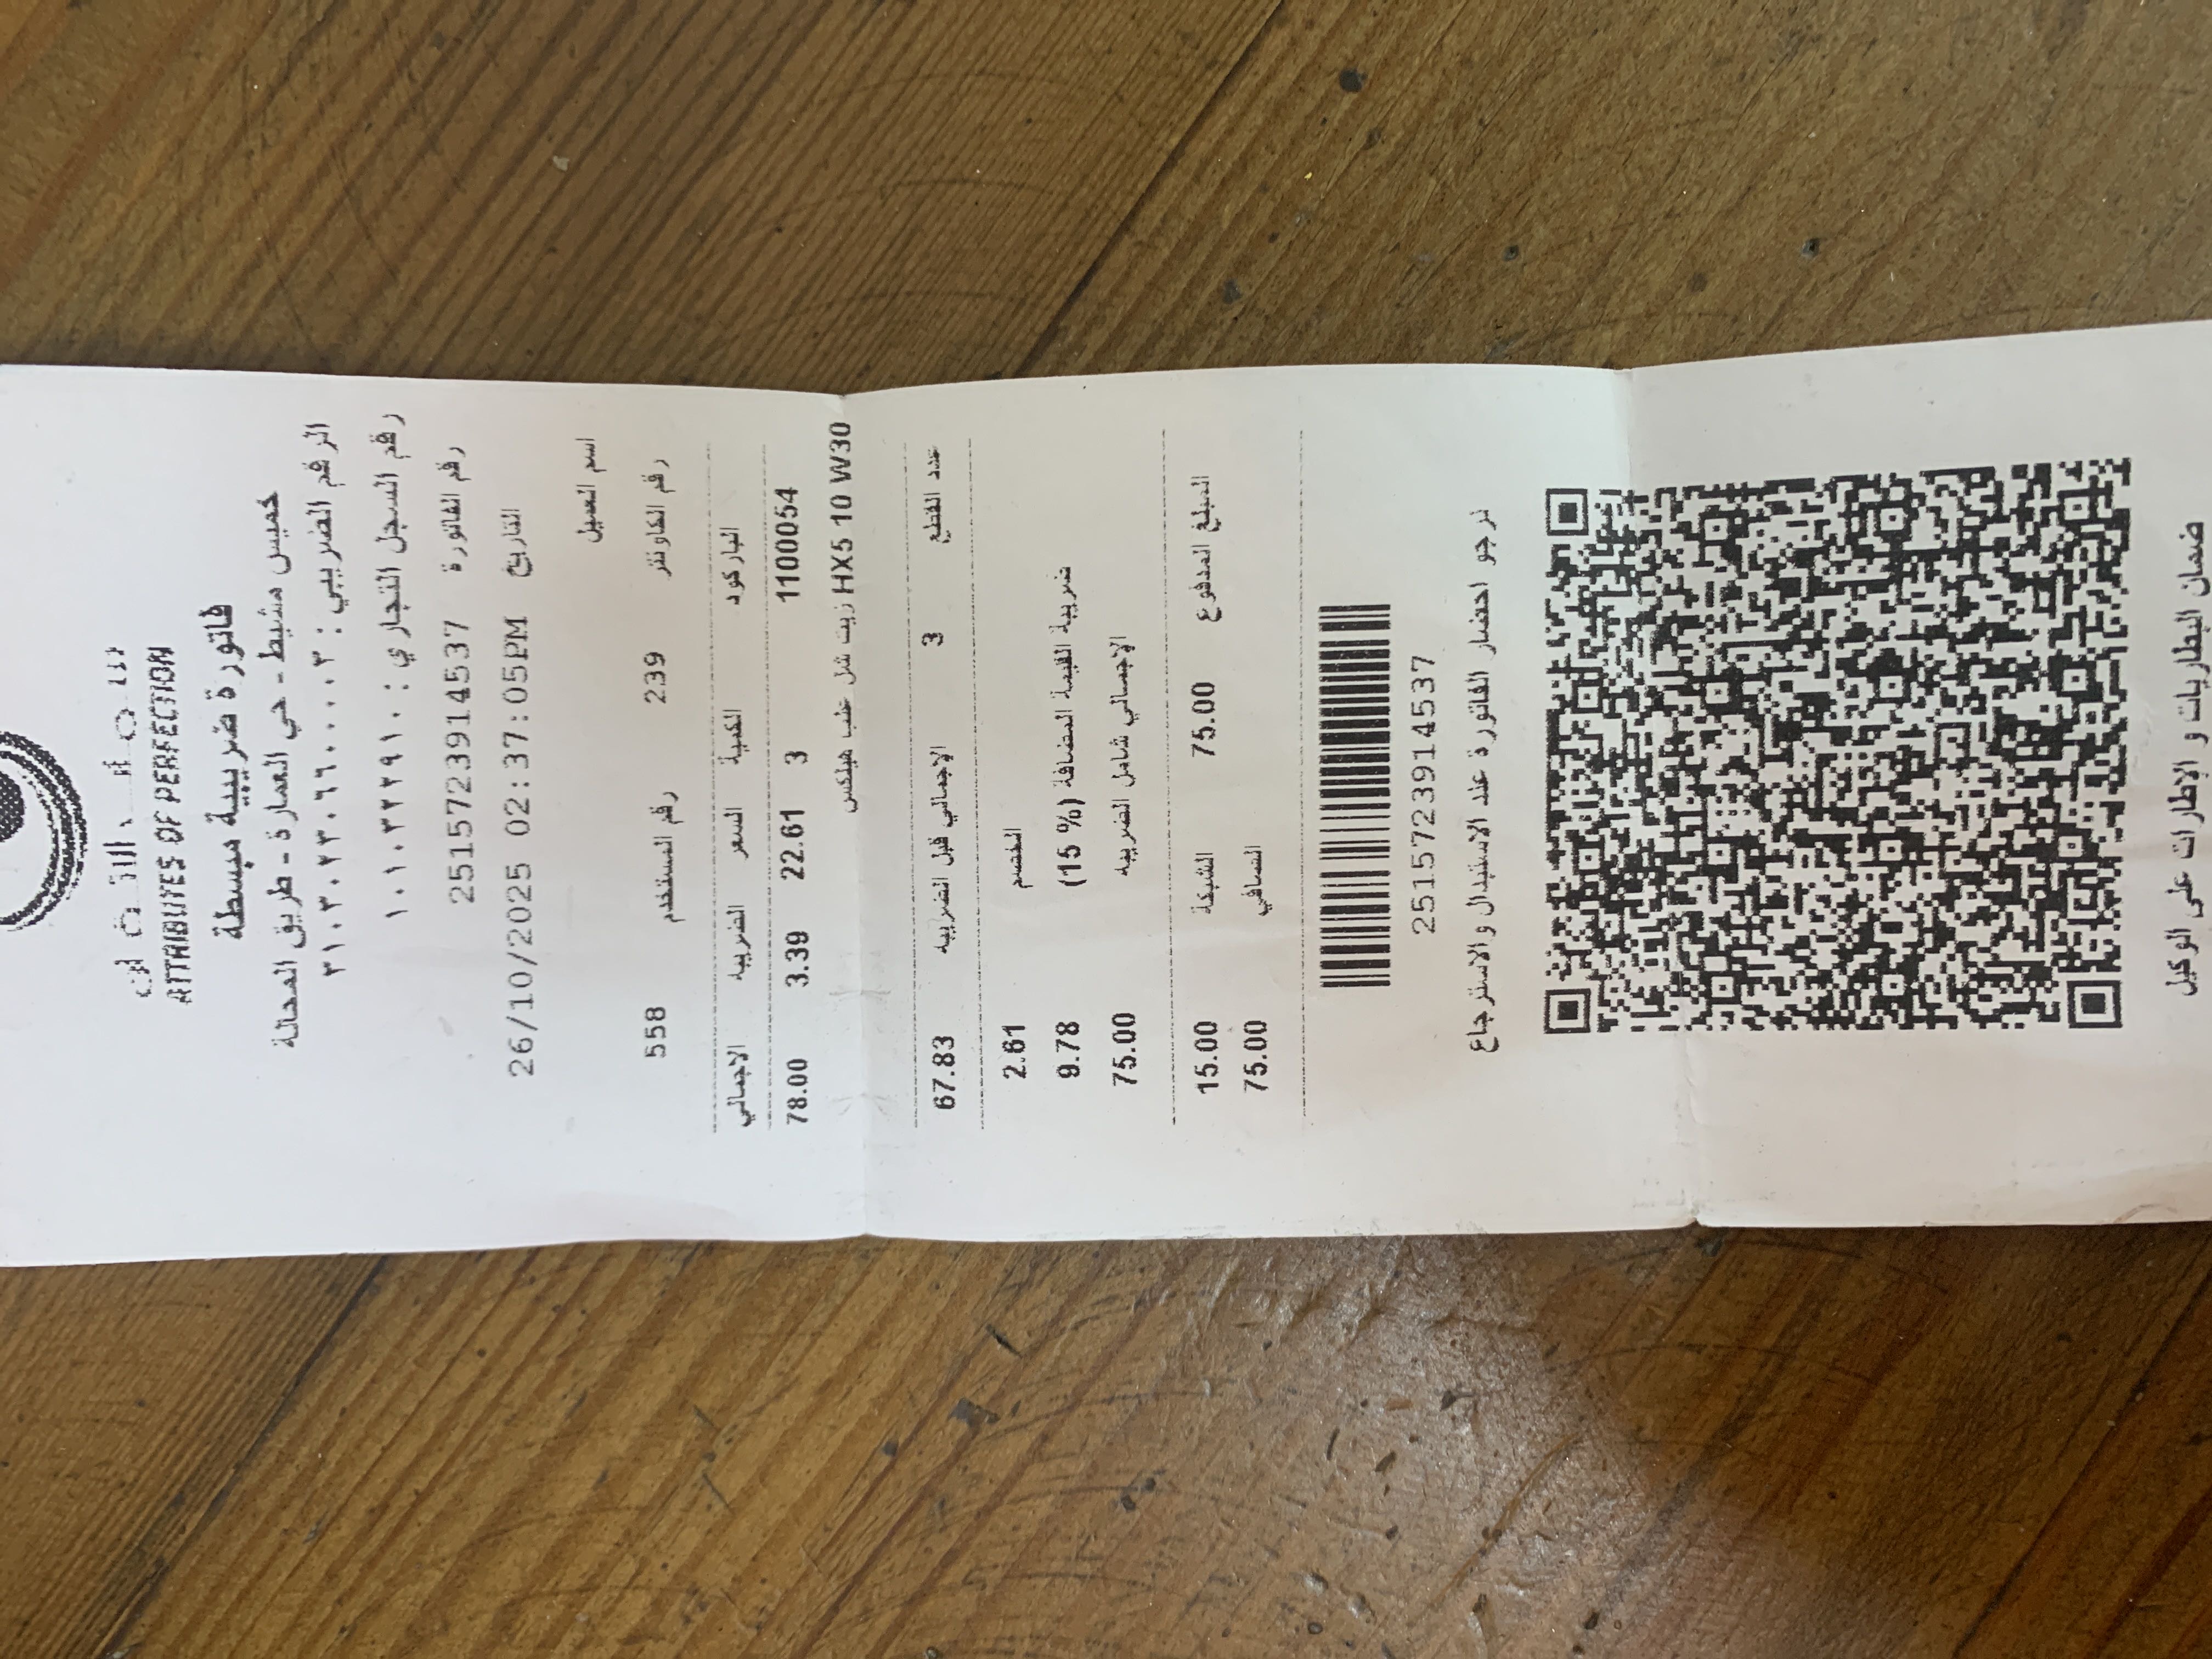 ATTRIBUTES OF PERFECTION
فاتورة ضريبية مبسطة
خميس مشيط - حي العمارة - طريق المحالة
الرقم الضريبي : ٣١٠٣٠٢٣٠٦٦٠٠٠٠٣
رقم السجل التجاري : ١٠١٠٣٢٢٩١٠
رقم الفاتورة 2515723914537
التاريخ 26/10/2025 02:37:05PM
اسم العميل
رقم الكاونتر 239 رقم المستخدم 558
الباركود الكمية السعر الضريبه الاجمالي
1100054 3 22.61 3.39 78.00
HX5 10 W30 زيت شل علب هيلكس
عدد القطع 3 الإجمالي قبل الضريبه 67.83
الخصم 2.61
ضريبة القيمة المضافة (% 15) 9.78
الإجمالي شامل الضريبه 75.00
المبلغ المدفوع 75.00 الشبكة 15.00
الصافي 75.00
2515723914537
نرجو احضار الفاتورة عند الاستبدال والاسترجاع
ضمان البطاريات و الإطارات على الوكيل